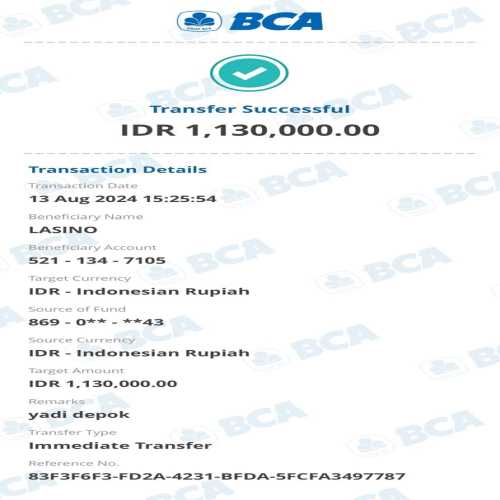 BCA
Transfer Successful
IDR 1,130,000.00
Transaction Details
Transaction Date
13 Aug 2024 15:25:54
Beneficiary Name
LASINO
Beneficiary Account
521 - 134 - 7105
Target Currency
IDR - Indonesian Rupiah
Source of Fund
869 - 0** - **43
Source Currency
IDR - Indonesian Rupiah
Target Amount
IDR 1,130,000.00
Remarks
yadi depok
Transfer Type
Immediate Transfer
Reference No.
83F3F6F3-FD2A-4231-BFDA-5FCFA3497787